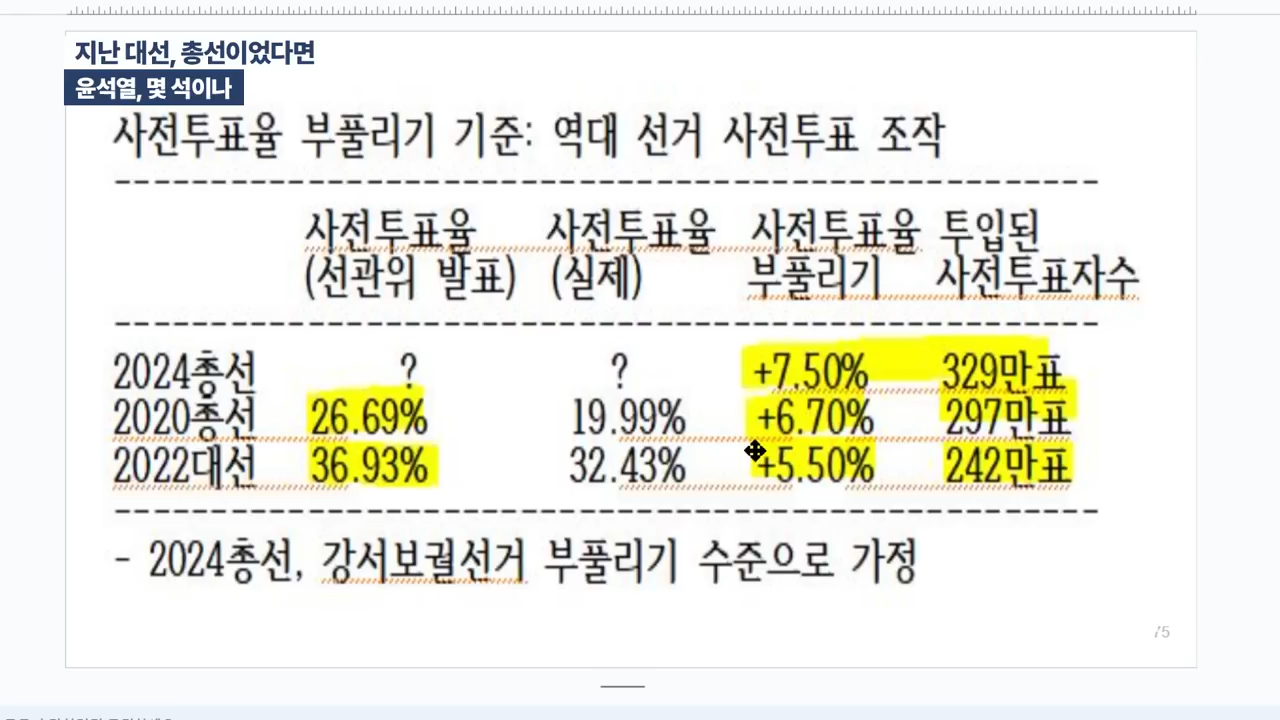 지난 대선, 총선이었다면
윤석열, 몇 석이나
사전투표율 부풀리기 기준: 역대 선거 사전투표 조작
사전투표율 사전투표율 사전투표율 투입된
(선관위 발표) (실제) 부풀리기 사전투표자수
2024총선 ? ? +7.50% 329만표
2020총선 26.69% 19.99% +6.70% 297만표
2022대선 36.93% 32.43% +5.50% 242만표
- 2024총선, 강서보궐선거 부풀리기 수준으로 가정
75